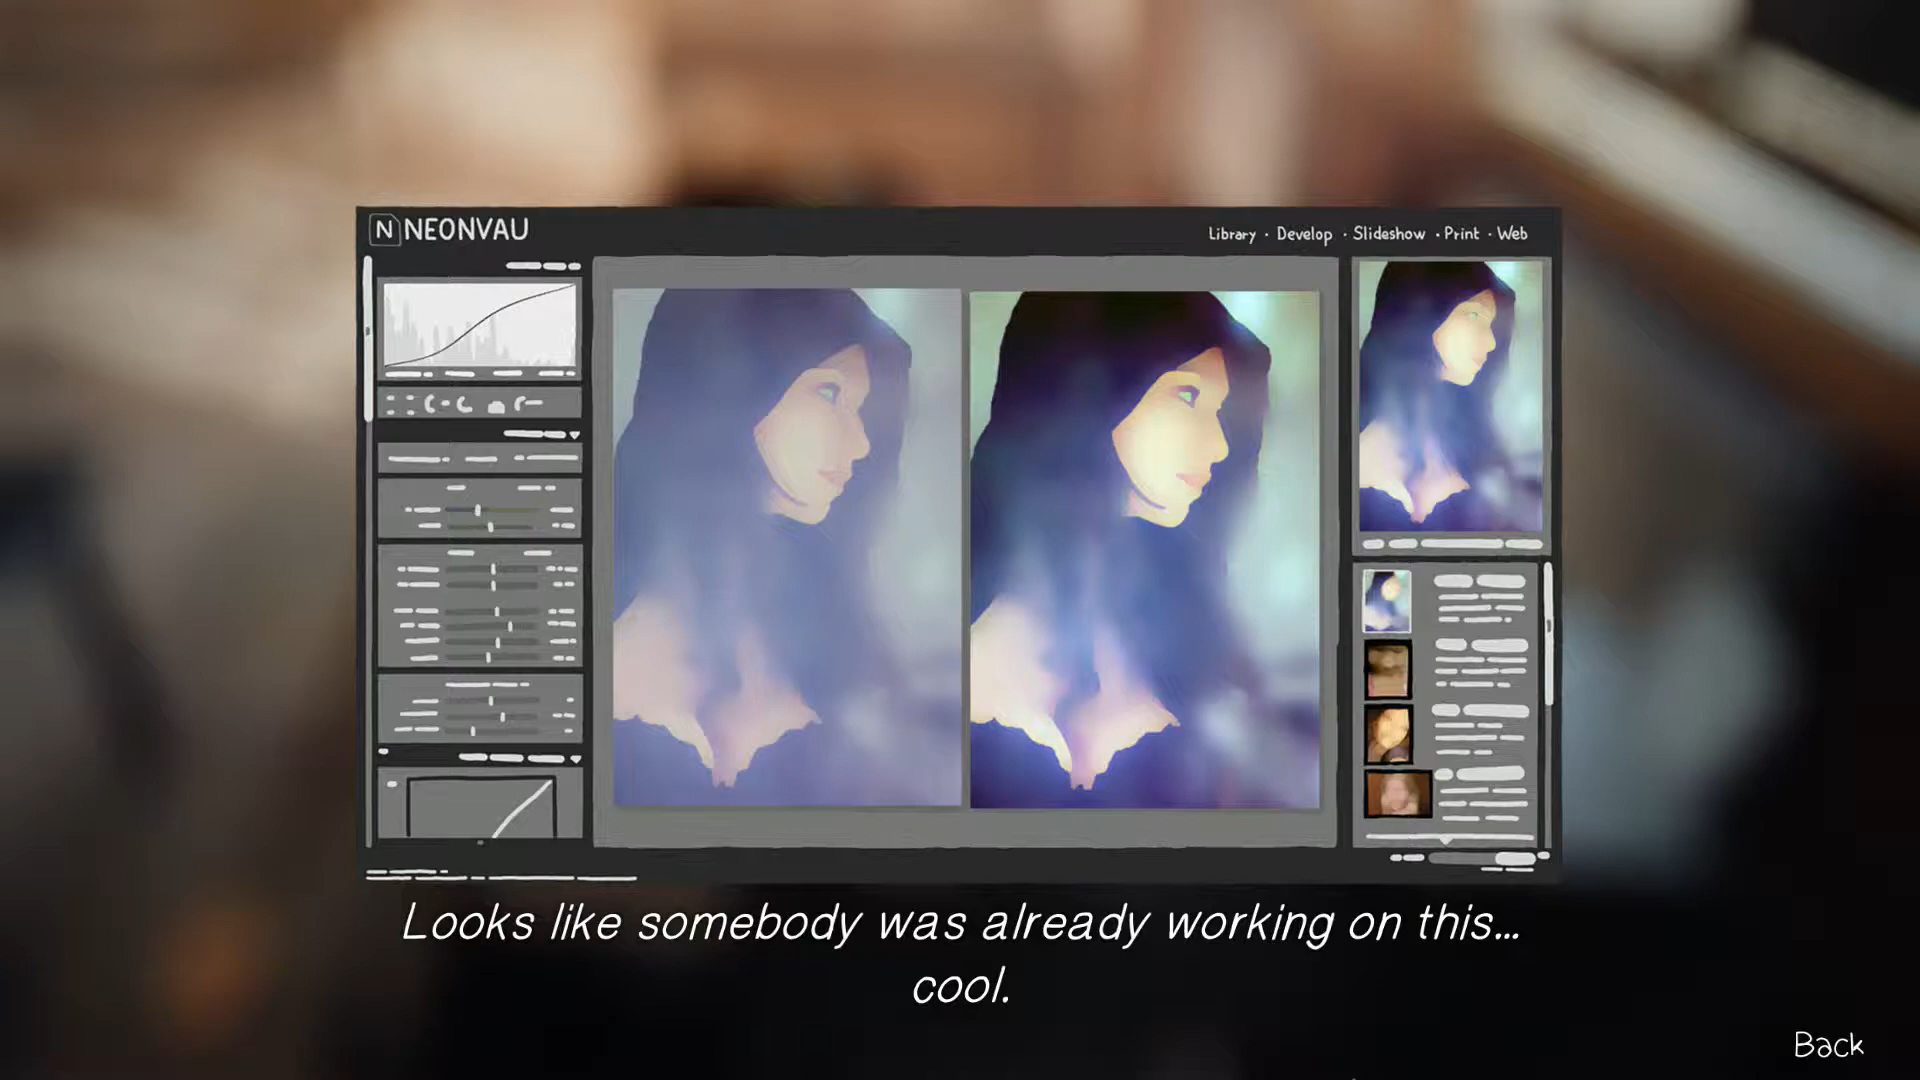 N NEONVAU
Library · Develop · Slideshow · Print · Web
Looks like somebody was already working on this...
cool.
Back